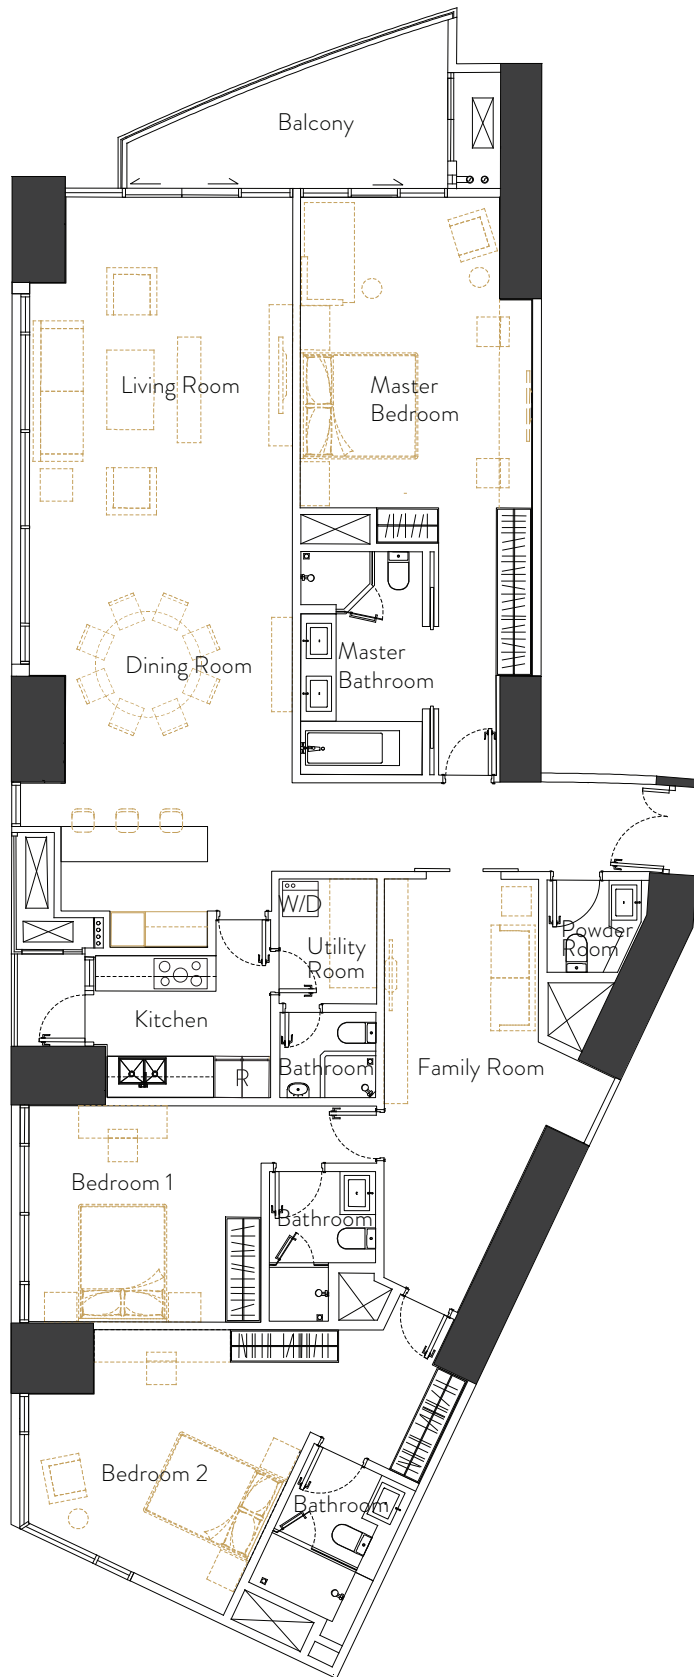 Balcony
Living Room
Master
Bedroom
Dining Room
Master
Bathroom
W/D
Utility
Room
Powder
Room
Kitchen
R
Bathroom
Family Room
Bedroom 1
Bathroom
Bedroom 2
Bathroom